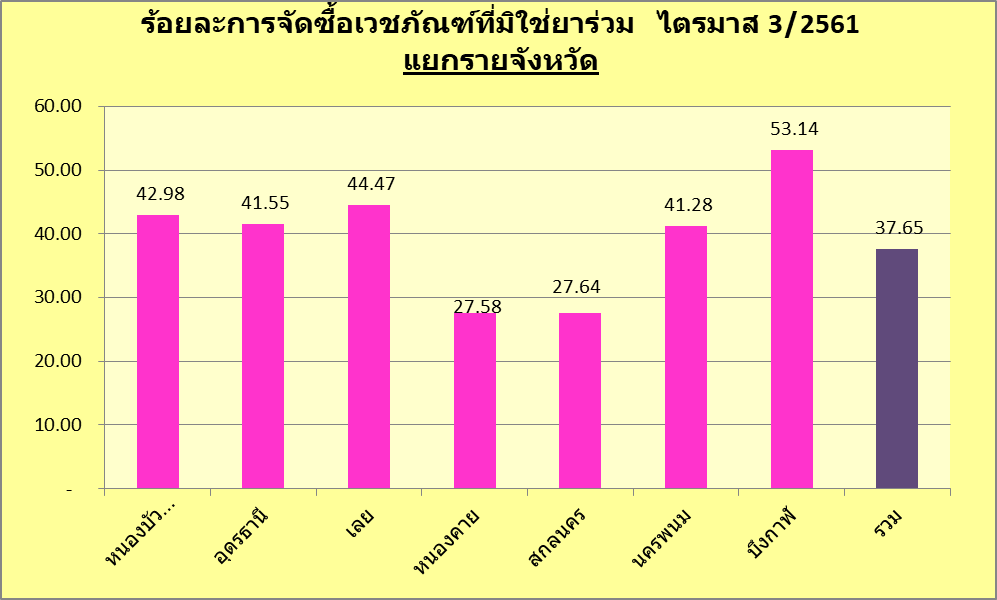 ร้อยละการจัดซื้อเวชภัณฑ์ที่มิใช่ยาร่วม ไตรมาส 3/2561
แยกรายจังหวัด
60.00
50.00
40.00
30.00
20.00
10.00
-
42.98
41.55
44.47
27.58
27.64
41.28
53.14
37.65
หนองบัว...
อุดรธานี
เลย
หนองคาย
สกลนคร
นครพนม
บึงกาฬ
รวม